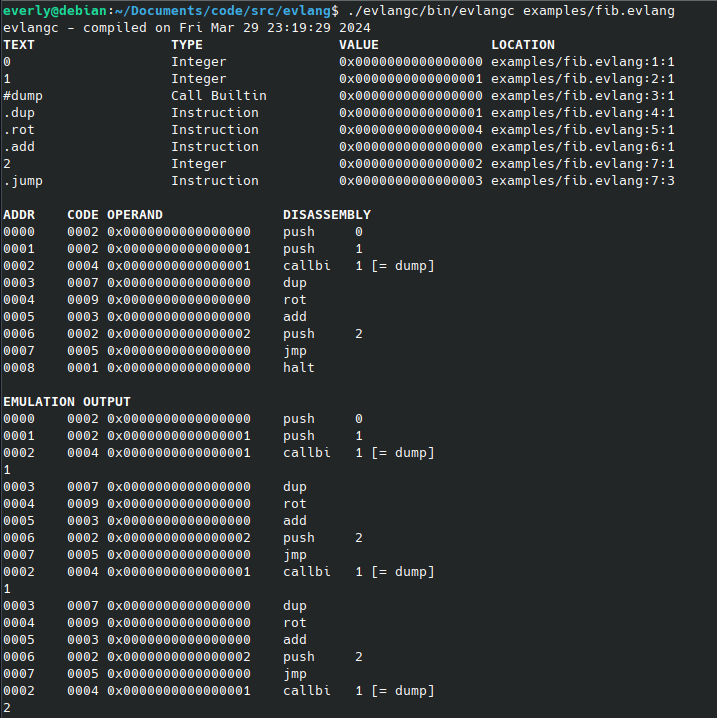 everly@debian:~/Documents/code/src/evlang$ ./evlangc/bin/evlangc examples/fib.evlang
evlangc - compiled on Fri Mar 29 23:19:29 2024
TEXT TYPE VALUE LOCATION
0 Integer 0x0000000000000000 examples/fib.evlang:1:1
1 Integer 0x0000000000000001 examples/fib.evlang:2:1
#dump Call Builtin 0x0000000000000000 examples/fib.evlang:3:1
.dup Instruction 0x0000000000000001 examples/fib.evlang:4:1
.rot Instruction 0x0000000000000004 examples/fib.evlang:5:1
.add Instruction 0x0000000000000000 examples/fib.evlang:6:1
2 Integer 0x0000000000000002 examples/fib.evlang:7:1
.jump Instruction 0x0000000000000003 examples/fib.evlang:7:3
ADDR CODE OPERAND DISASSEMBLY
0000 0002 0x0000000000000000 push 0
0001 0002 0x0000000000000001 push 1
0002 0004 0x0000000000000001 callbi 1 [= dump]
0003 0007 0x0000000000000000 dup
0004 0009 0x0000000000000000 rot
0005 0003 0x0000000000000000 add
0006 0002 0x0000000000000002 push 2
0007 0005 0x0000000000000000 jmp
0008 0001 0x0000000000000000 halt
EMULATION OUTPUT
0000 0002 0x0000000000000000 push 0
0001 0002 0x0000000000000001 push 1
0002 0004 0x0000000000000001 callbi 1 [= dump]
1
0003 0007 0x0000000000000000 dup
0004 0009 0x0000000000000000 rot
0005 0003 0x0000000000000000 add
0006 0002 0x0000000000000002 push 2
0007 0005 0x0000000000000000 jmp
0002 0004 0x0000000000000001 callbi 1 [= dump]
1
0003 0007 0x0000000000000000 dup
0004 0009 0x0000000000000000 rot
0005 0003 0x0000000000000000 add
0006 0002 0x0000000000000002 push 2
0007 0005 0x0000000000000000 jmp
0002 0004 0x0000000000000001 callbi 1 [= dump]
2